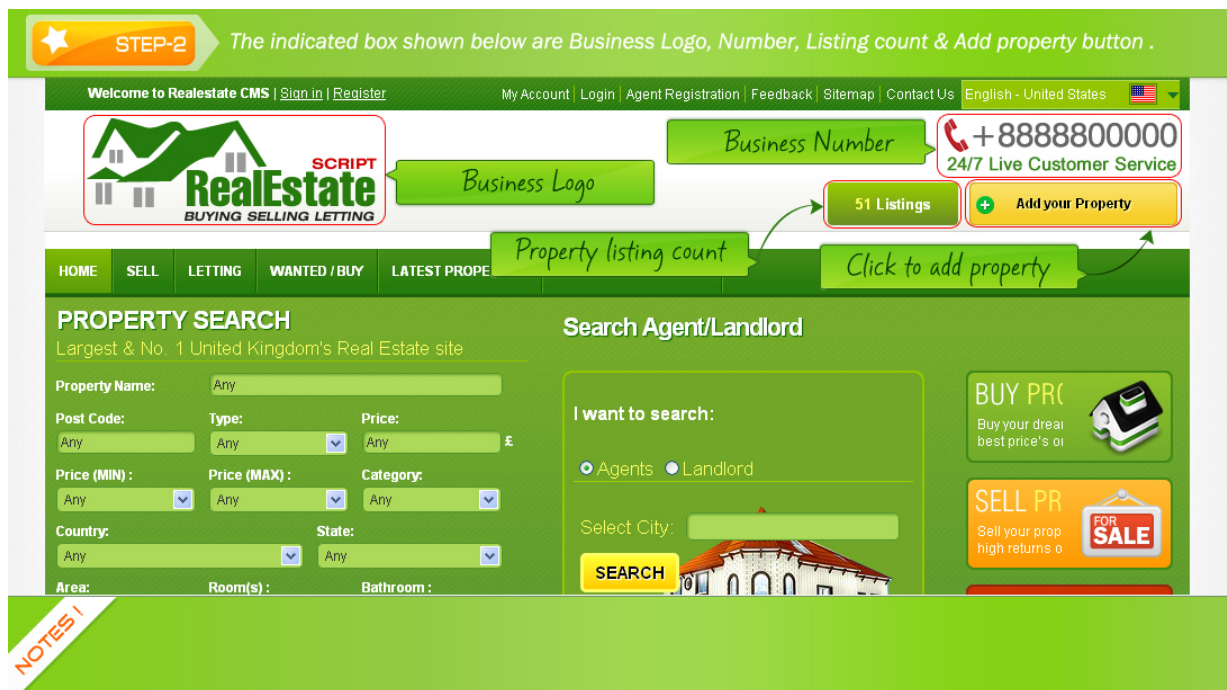 STEP-2
The indicated box shown below are Business Logo, Number, Listing count & Add property button .
Welcome to Realestate CMS | Sign in | Register
My Account | Login | Agent Registration | Feedback | Sitemap | Contact Us
English - United States
SCRIPT
RealEstate
BUYING SELLING LETTING
Business Logo
Business Number
+8888800000
24/7 Live Customer Service
51 Listings
Add your Property
Property listing count
Click to add property
HOME SELL LETTING WANTED / BUY LATEST PROPE
PROPERTY SEARCH
Largest & No. 1 United Kingdom's Real Estate site
Property Name: Any
Post Code: Type: Price:
Any Any Any £
Price (MIN) : Price (MAX) : Category:
Any Any Any
Country: State:
Any Any
Area: Room(s) : Bathroom :
Search Agent/Landlord
I want to search:
Agents Landlord
Select City:
SEARCH
BUY PR
Buy your drea
best price's o
SELL PR
Sell your prop
high returns o
FOR
SALE
NOTES !